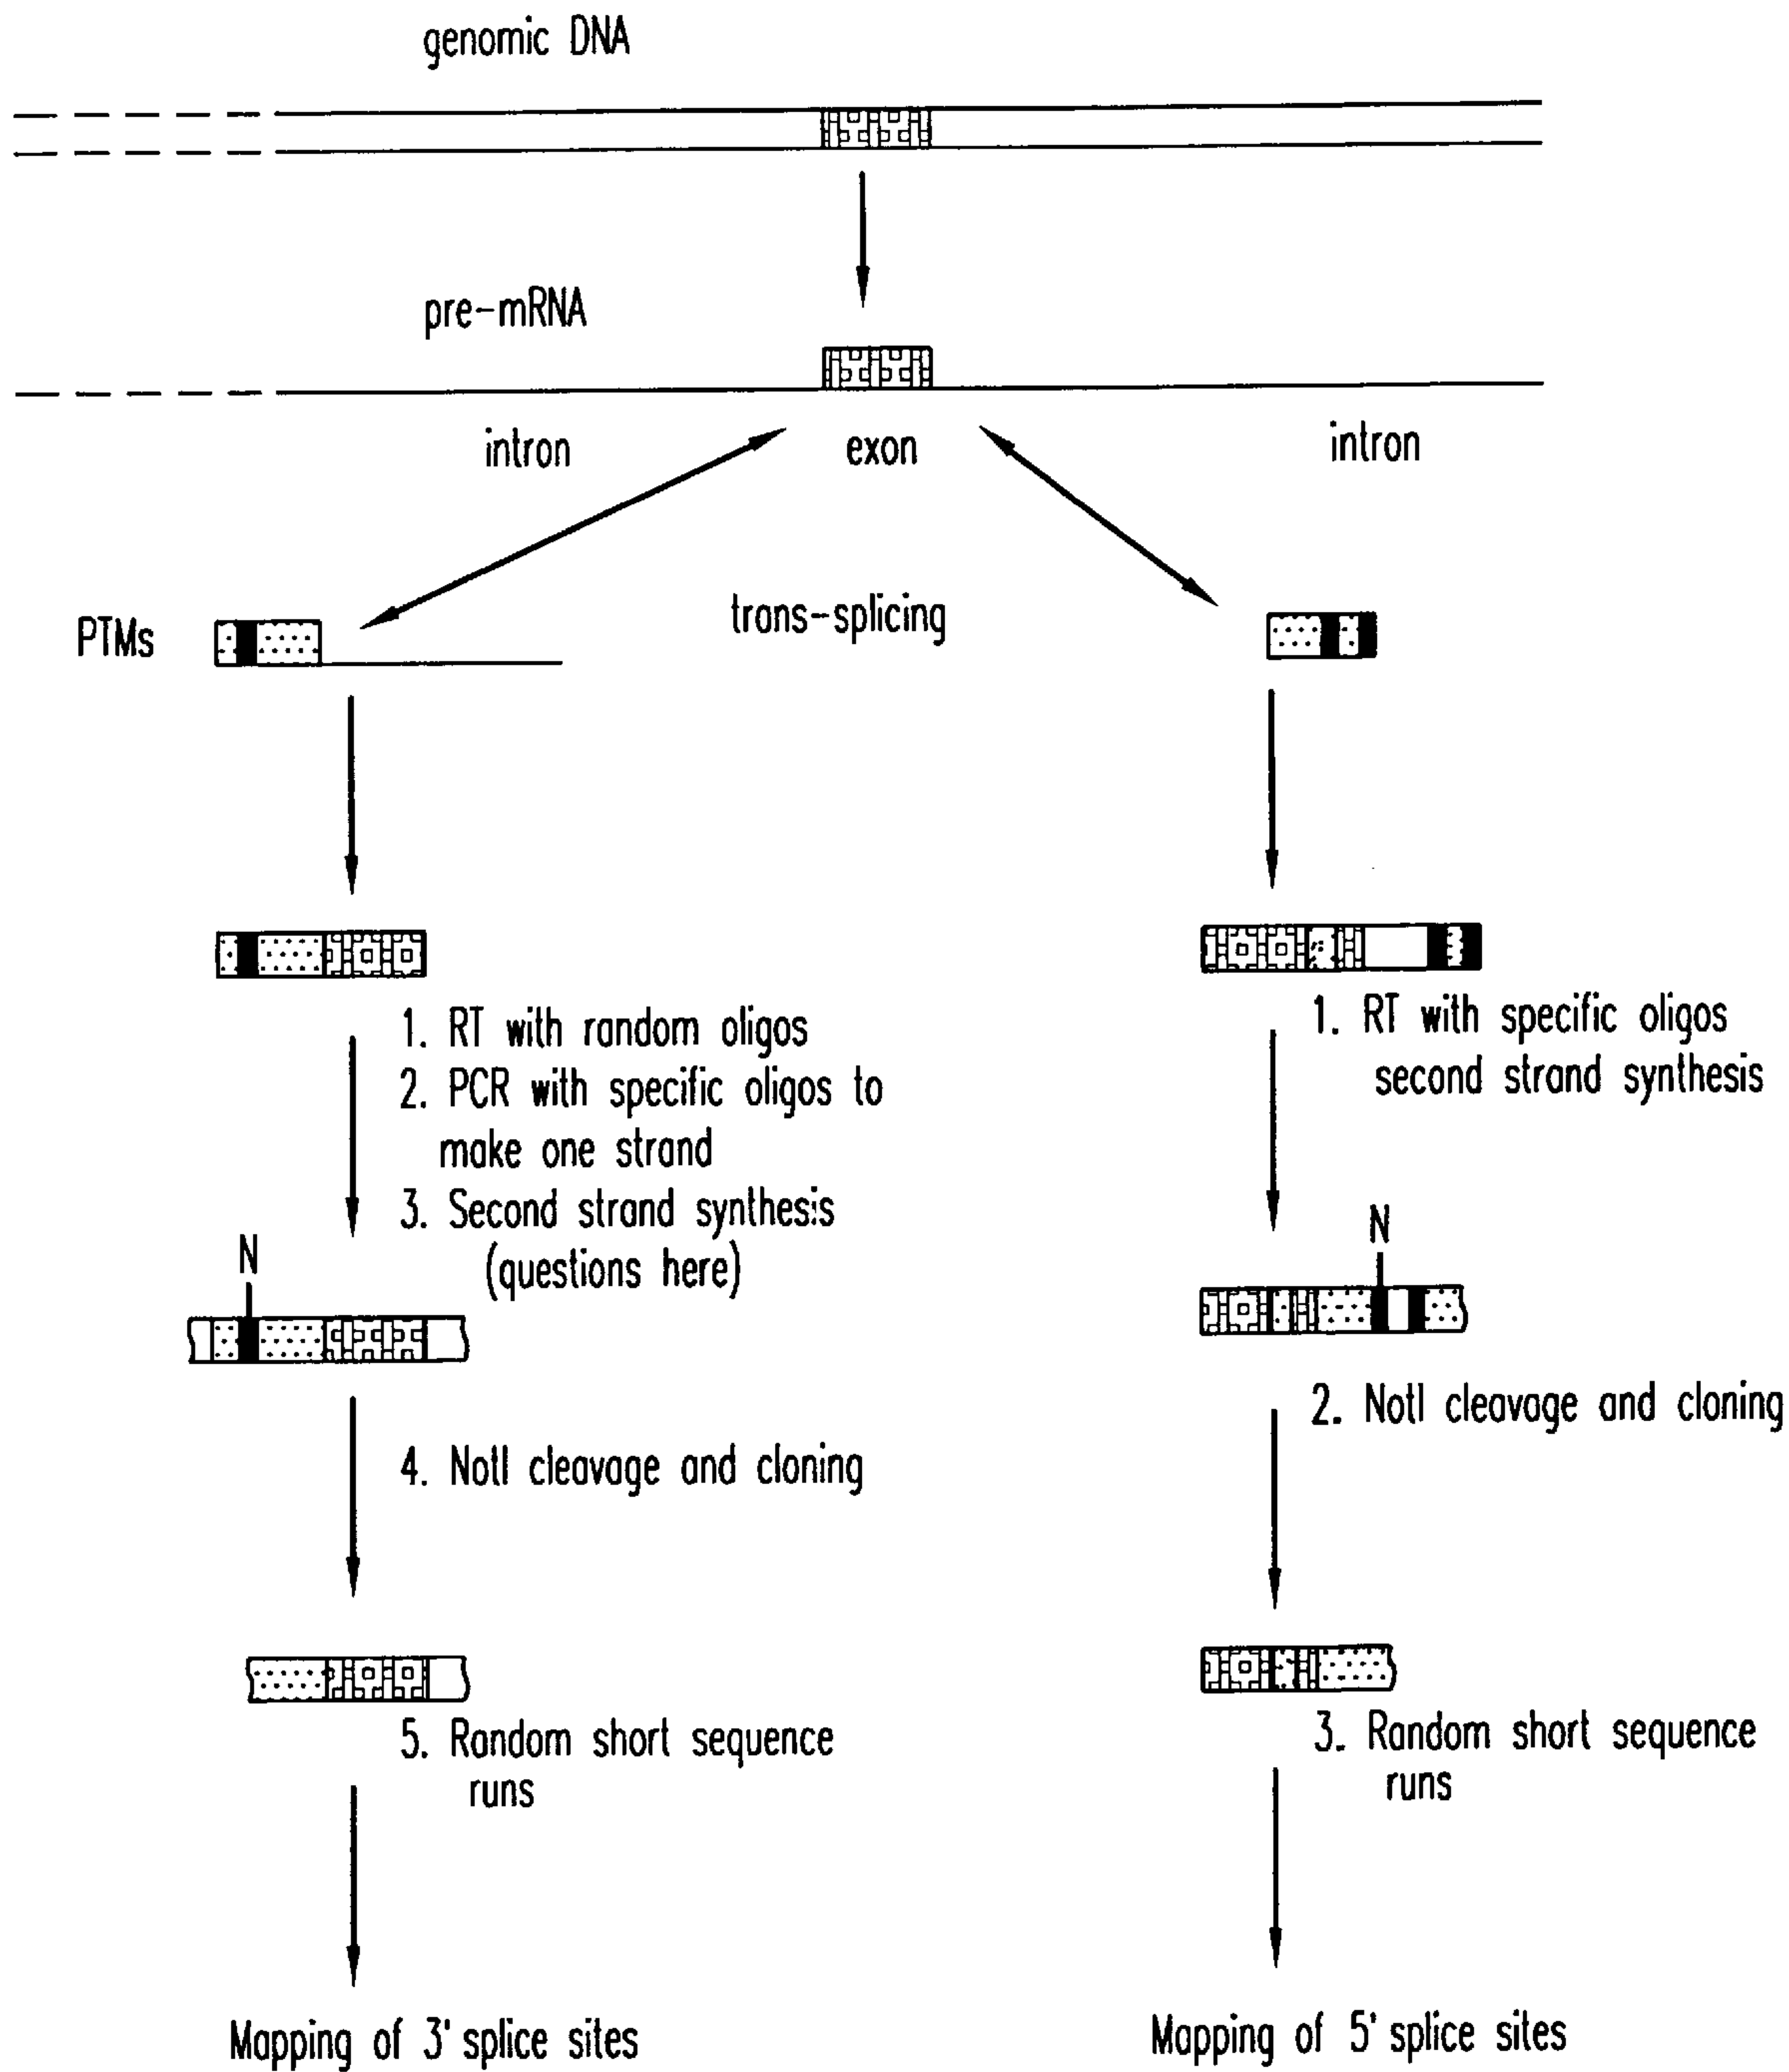 genomic DNA
pre-mRNA
intron
exon
intron
PTMs
trans-splicing
1. RT with random oligos
2. PCR with specific oligos to
make one strand
3. Second strand synthesis
(questions here)
N
4. NotI cleavage and cloning
5. Random short sequence
runs
Mapping of 3' splice sites
1. RT with specific oligos
second strand synthesis
N
2. NotI cleavage and cloning
3. Random short sequence
runs
Mapping of 5' splice sites